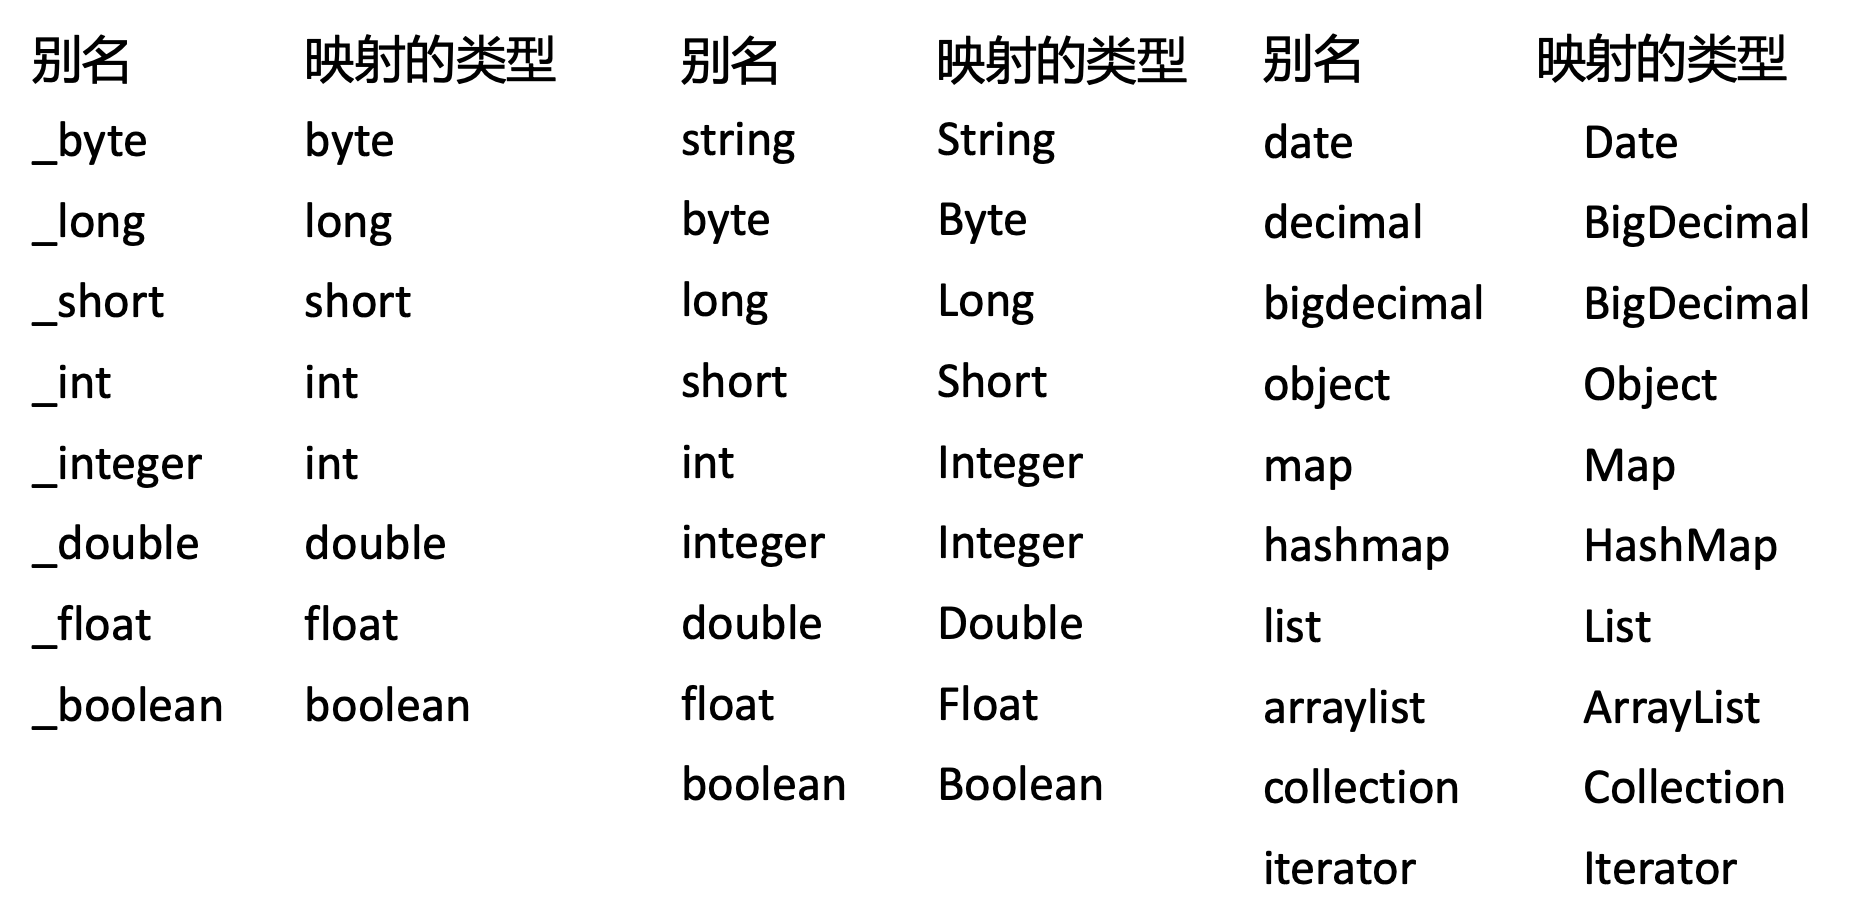 别名 映射的类型 别名 映射的类型 别名 映射的类型
_byte byte string String date Date
_long long byte Byte decimal BigDecimal
_short short long Long bigdecimal BigDecimal
_int int short Short object Object
_integer int int Integer map Map
_double double integer Integer hashmap HashMap
_float float double Double list List
_boolean boolean float Float arraylist ArrayList
boolean Boolean collection Collection
iterator Iterator